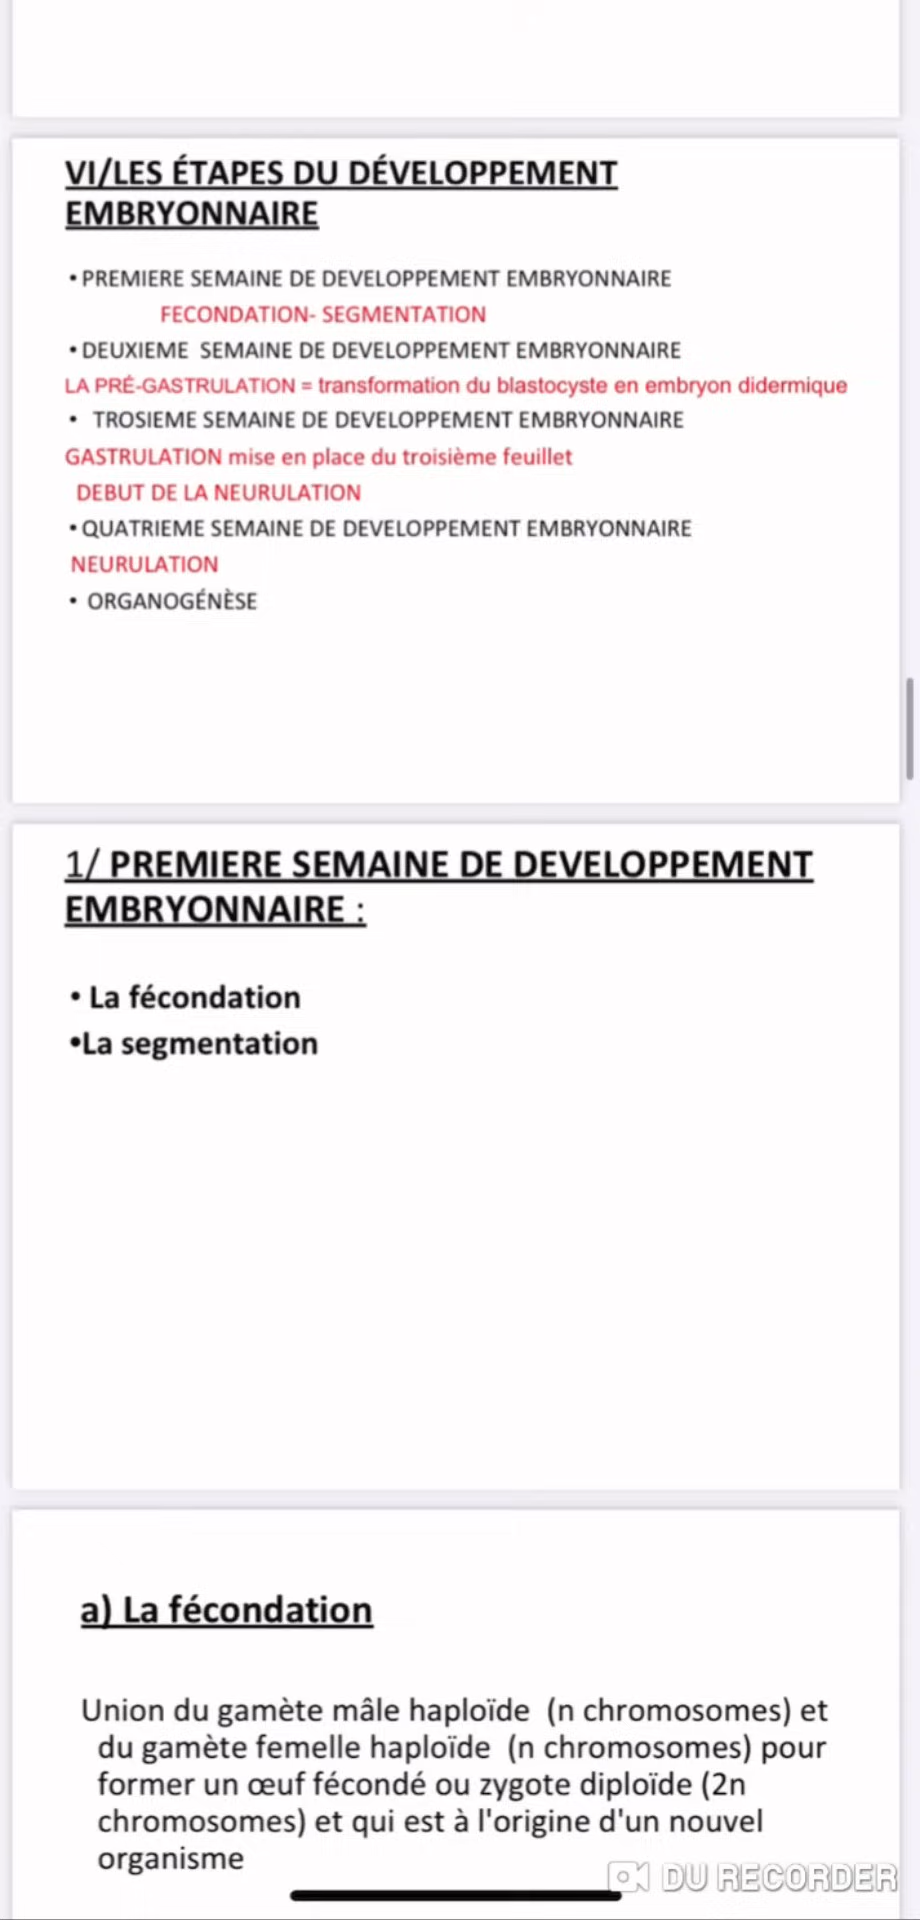 VI/LES ÉTAPES DU DÉVELOPPEMENT
EMBRYONNAIRE
• PREMIERE SEMAINE DE DEVELOPPEMENT EMBRYONNAIRE
FECONDATION- SEGMENTATION
• DEUXIEME SEMAINE DE DEVELOPPEMENT EMBRYONNAIRE
LA PRÉ-GASTRULATION = transformation du blastocyste en embryon didermique
• TROSIEME SEMAINE DE DEVELOPPEMENT EMBRYONNAIRE
GASTRULATION mise en place du troisième feuillet
DEBUT DE LA NEURULATION
• QUATRIEME SEMAINE DE DEVELOPPEMENT EMBRYONNAIRE
NEURULATION
• ORGANOGÉNÈSE
1/ PREMIERE SEMAINE DE DEVELOPPEMENT
EMBRYONNAIRE :
• La fécondation
•La segmentation
a) La fécondation
Union du gamète mâle haploïde (n chromosomes) et
du gamète femelle haploïde (n chromosomes) pour
former un œuf fécondé ou zygote diploïde (2n
chromosomes) et qui est à l'origine d'un nouvel
organisme
DU RECORDER